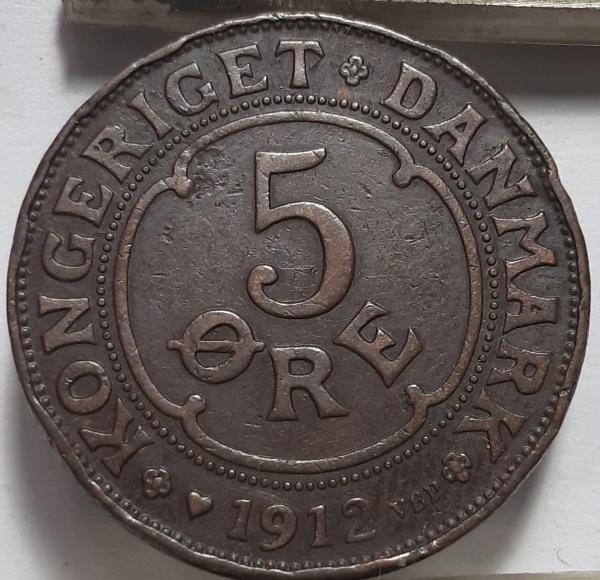 KONGERIGET DANMARK
5
ØRE
1912 VBP